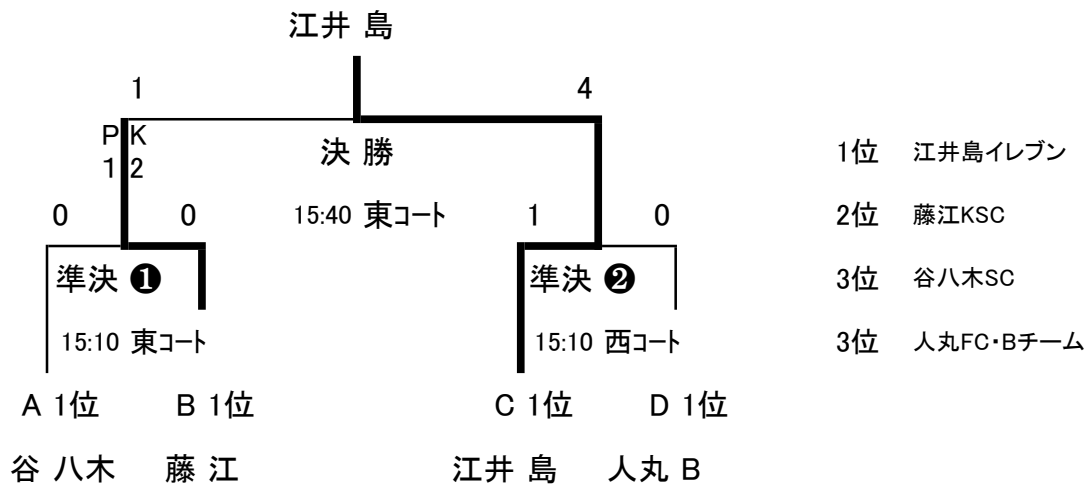 江井 島
1 4
P K
1 2
決 勝
1位 江井島イレブン
0 0 15:40 東コート 1 0
2位 藤江KSC
準決 ❶ 準決 ❷
3位 谷八木SC
15:10 東コート 15:10 西コート
3位 人丸FC・Bチーム
A 1位 B 1位 C 1位 D 1位
谷 八木 藤 江 江井 島 人丸 B